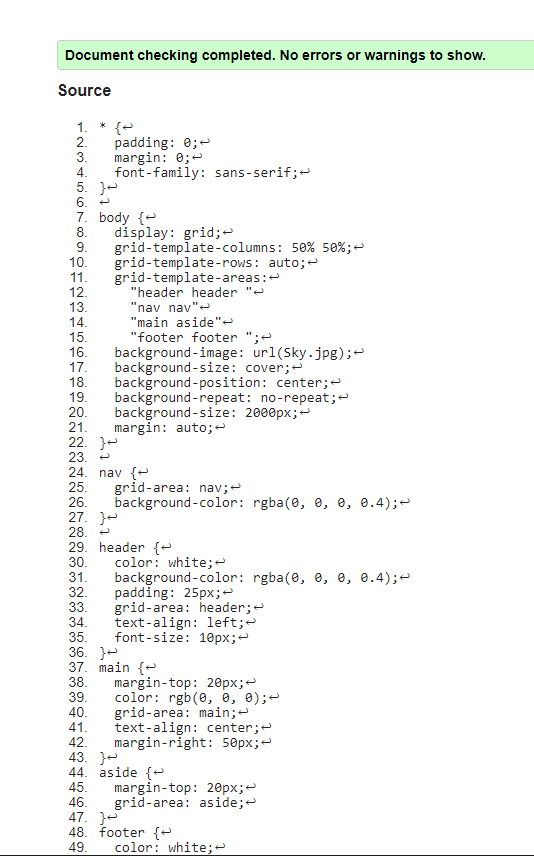 Document checking completed. No errors or warnings to show.
Source
1. * {↩
2.   padding: 0;↩
3.   margin: 0;↩
4.   font-family: sans-serif;↩
5. }↩
6. ↩
7. body {↩
8.   display: grid;↩
9.   grid-template-columns: 50% 50%;↩
10.   grid-template-rows: auto;↩
11.   grid-template-areas:↩
12.     "header header "↩
13.     "nav nav"↩
14.     "main aside"↩
15.     "footer footer ";↩
16.   background-image: url(Sky.jpg);↩
17.   background-size: cover;↩
18.   background-position: center;↩
19.   background-repeat: no-repeat;↩
20.   background-size: 2000px;↩
21.   margin: auto;↩
22. }↩
23. ↩
24. nav {↩
25.   grid-area: nav;↩
26.   background-color: rgba(0, 0, 0, 0.4);↩
27. }↩
28. ↩
29. header {↩
30.   color: white;↩
31.   background-color: rgba(0, 0, 0, 0.4);↩
32.   padding: 25px;↩
33.   grid-area: header;↩
34.   text-align: left;↩
35.   font-size: 10px;↩
36. }↩
37. main {↩
38.   margin-top: 20px;↩
39.   color: rgb(0, 0, 0);↩
40.   grid-area: main;↩
41.   text-align: center;↩
42.   margin-right: 50px;↩
43. }↩
44. aside {↩
45.   margin-top: 20px;↩
46.   grid-area: aside;↩
47. }↩
48. footer {↩
49.   color: white;↩